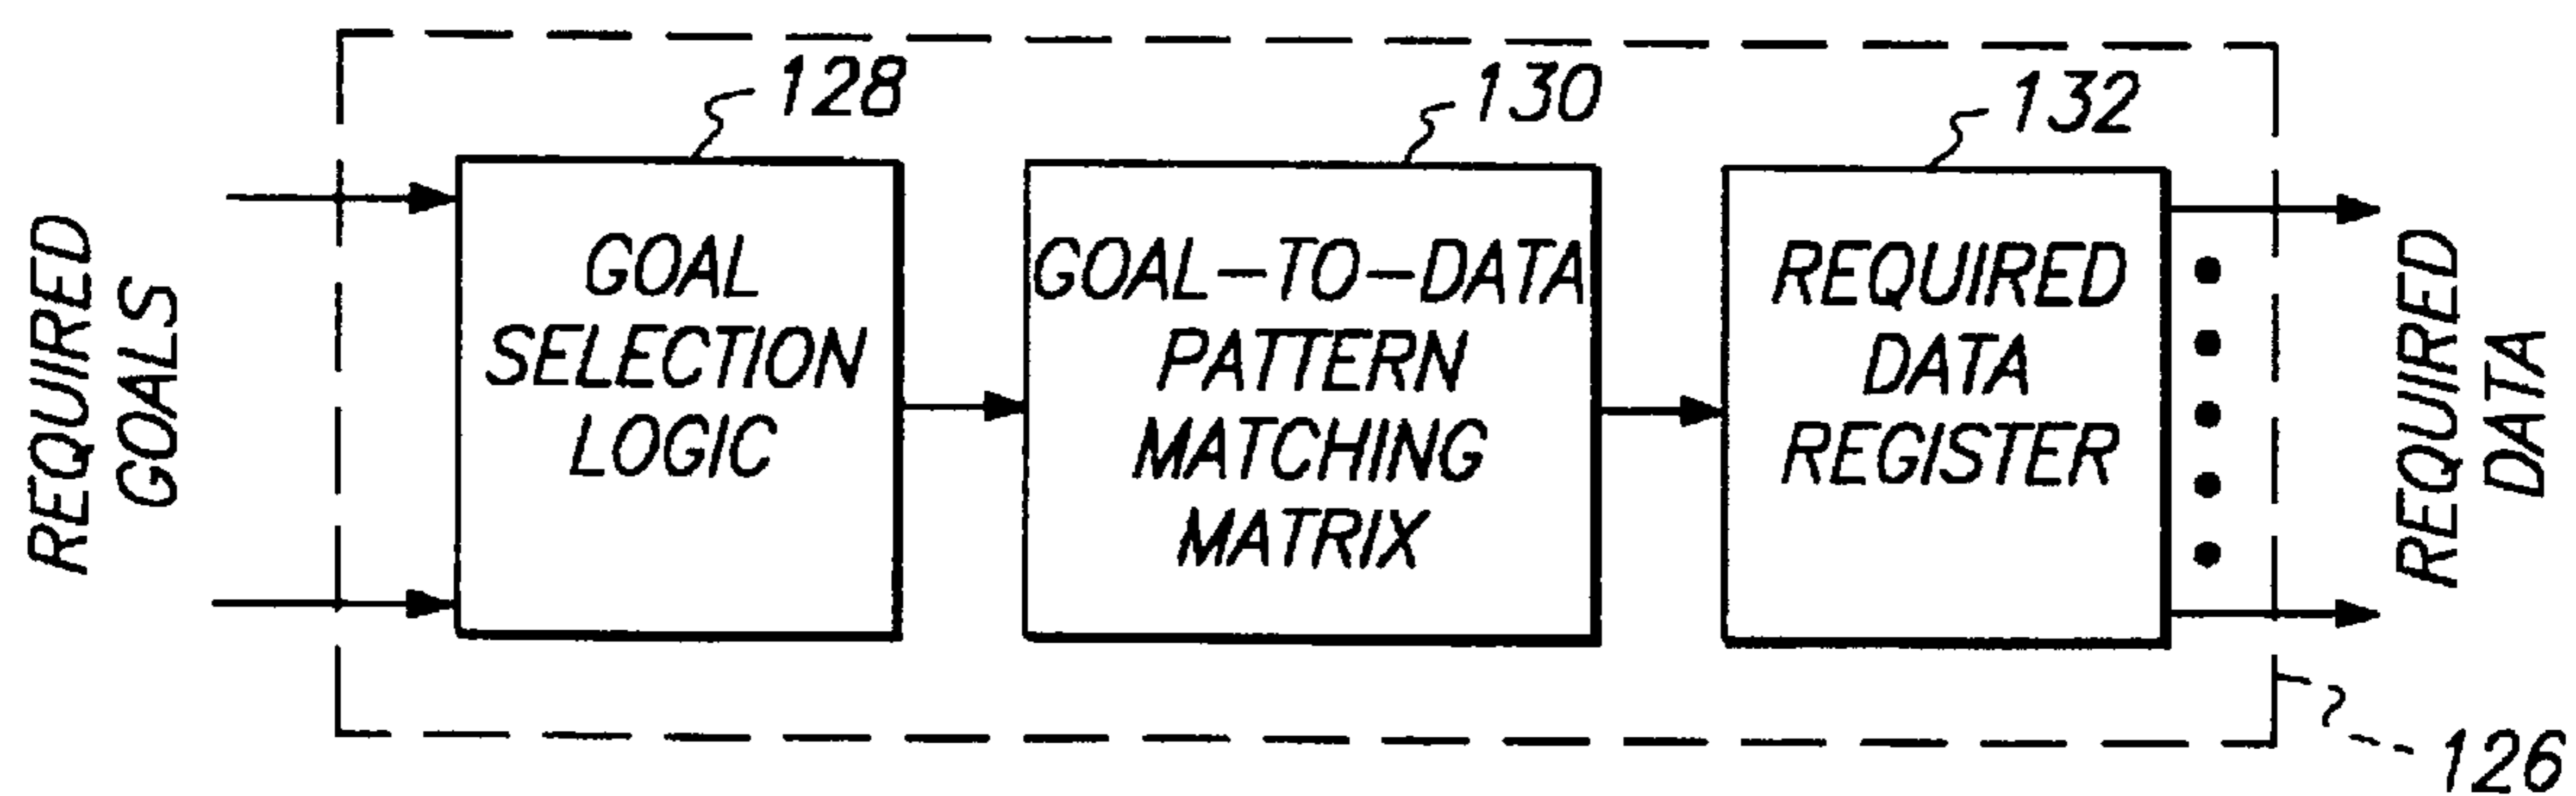 128
130
132
REQUIRED
GOALS
GOAL
SELECTION
LOGIC
GOAL-TO-DATA
PATTERN
MATCHING
MATRIX
REQUIRED
DATA
REGISTER
REQUIRED
DATA
126